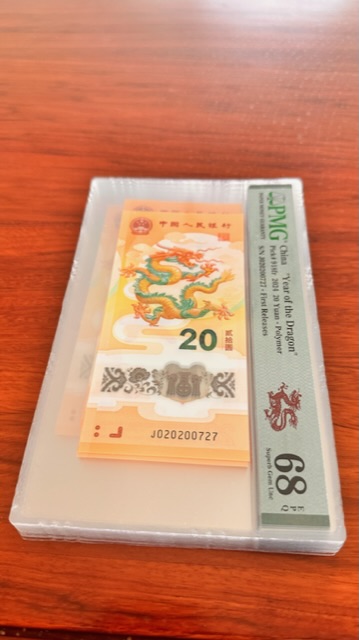 中国人民银行
20
贰拾圆
J020200727
PMG
China "Year of the Dragon"
2024 20 Yuan - Polymer
S/N J020200727 - First Releases
68
EPQ
Superb Gem Unc